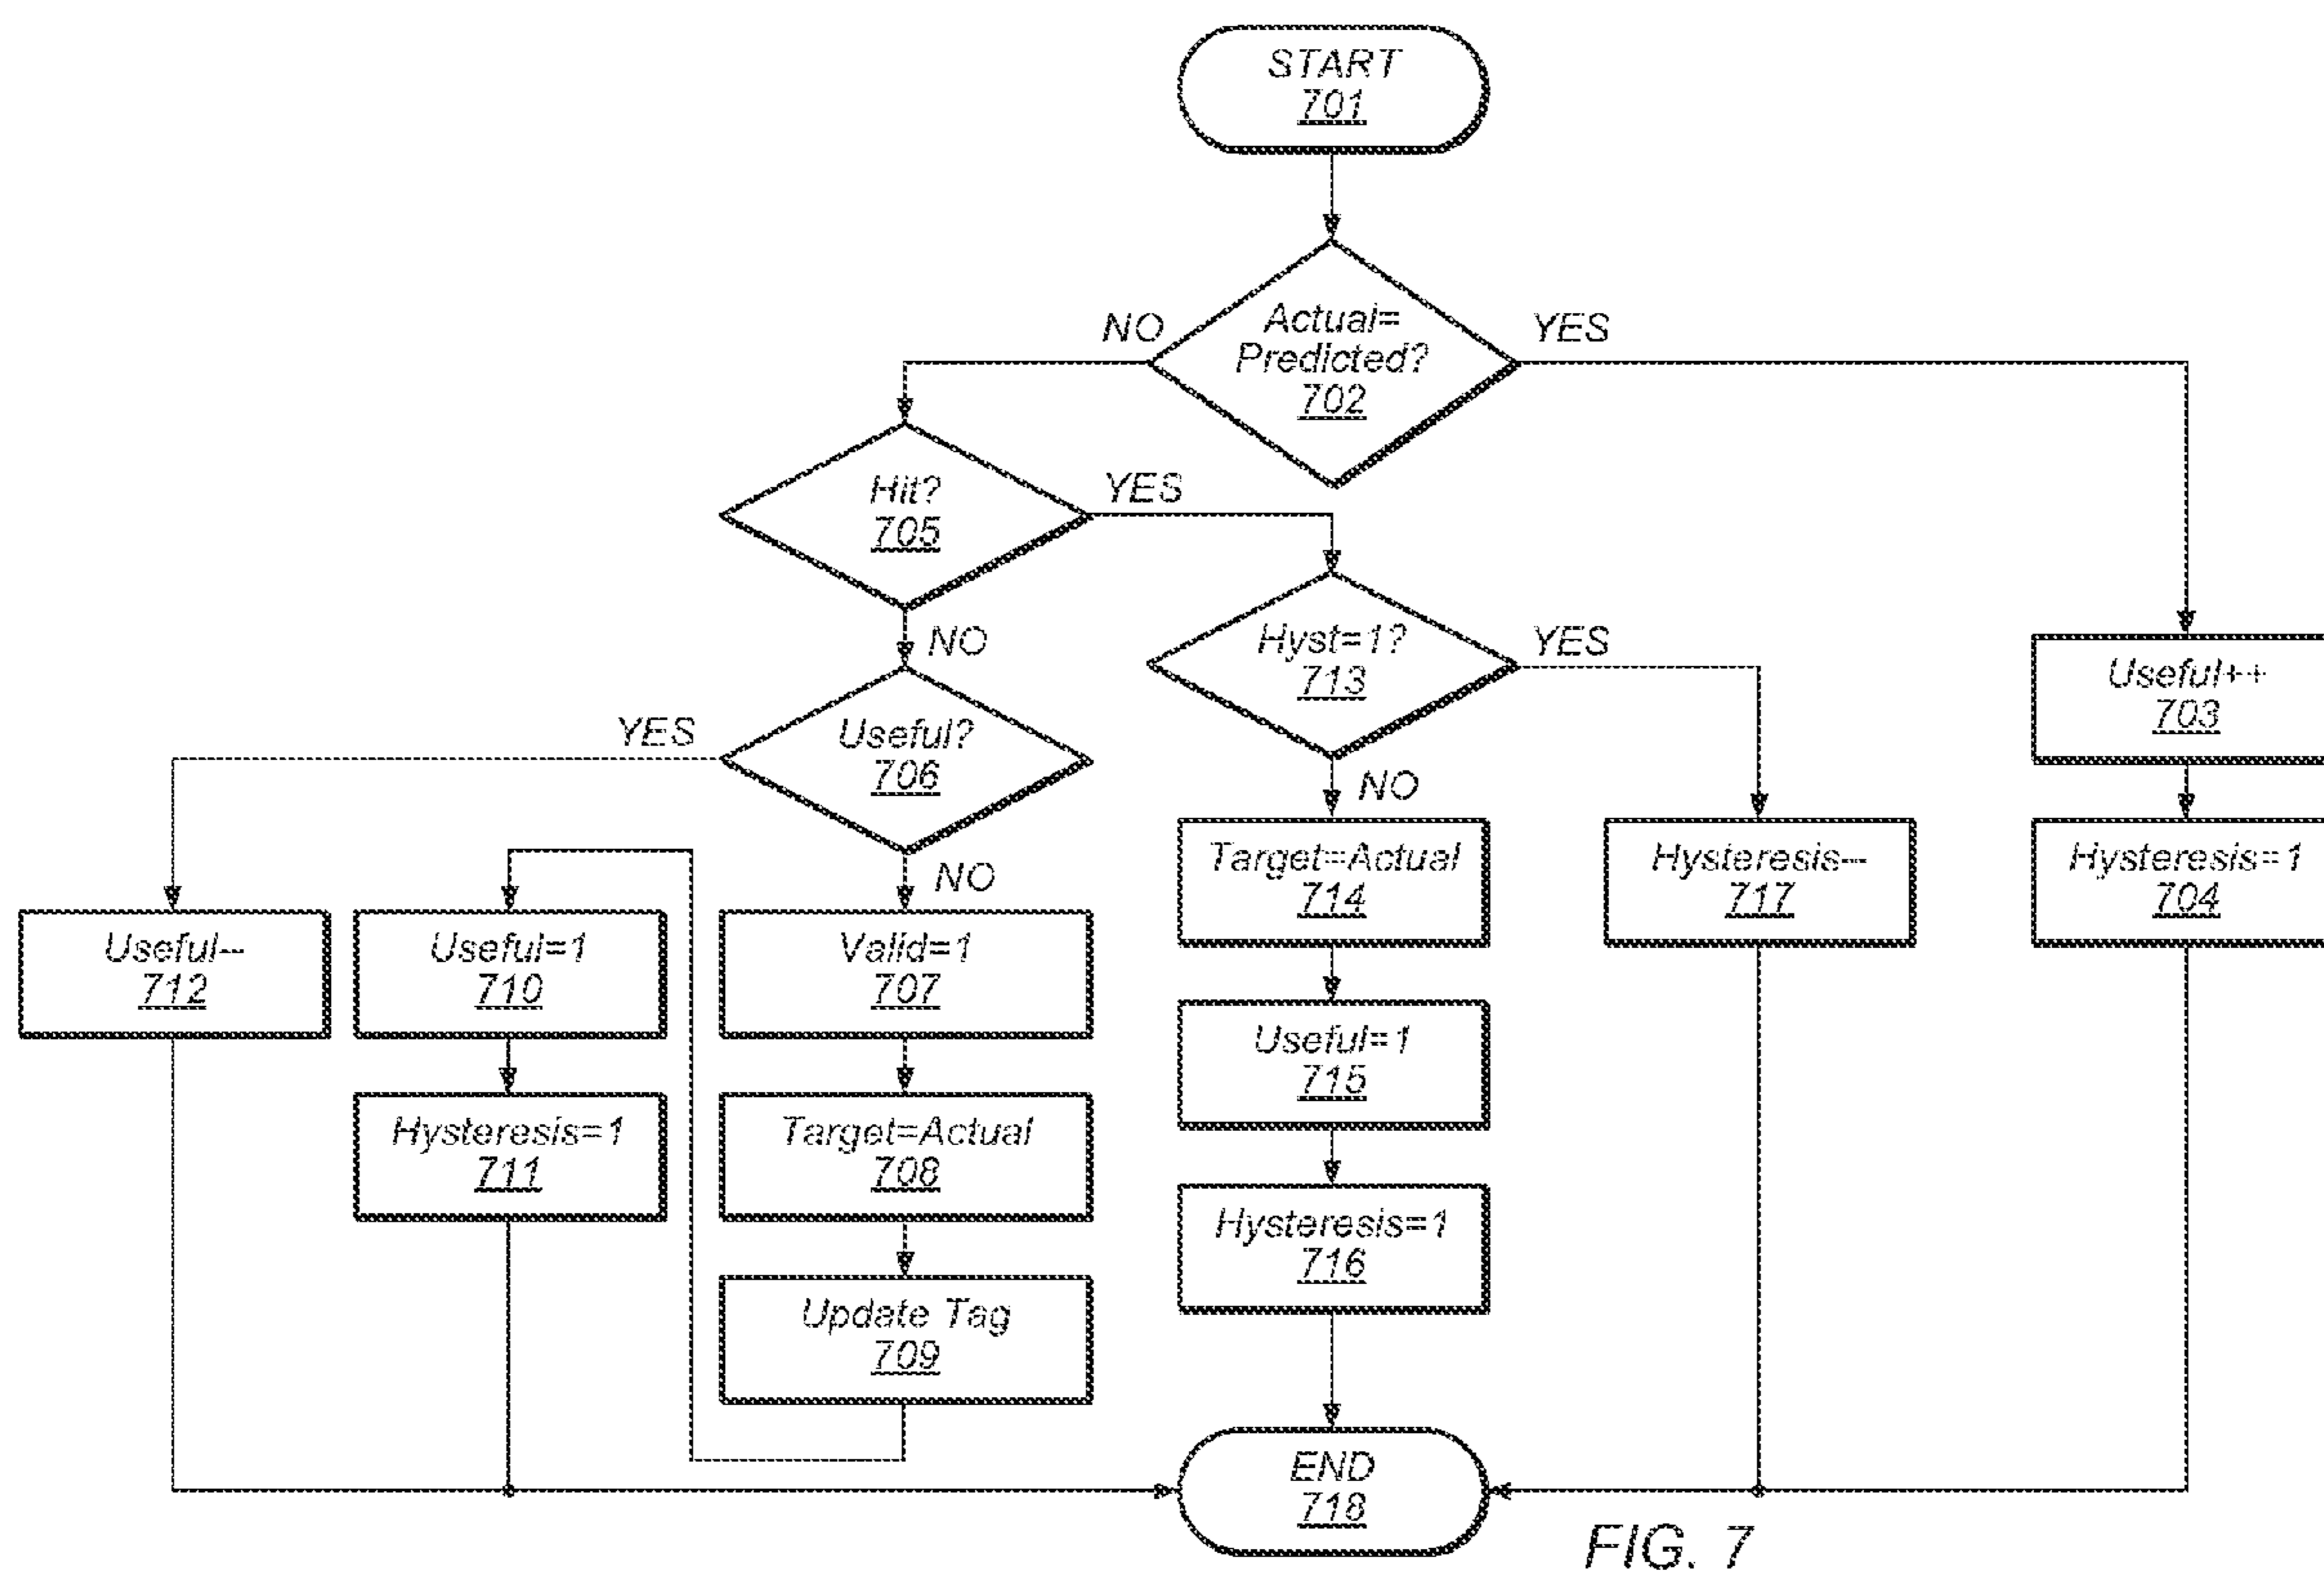 START
701
Actual=
Predicted?
702
NO
YES
Hit?
705
YES
NO
Hyst=1?
713
YES
NO
Useful++
703
Useful?
706
YES
NO
Target=Actual
714
Hysteresis--
717
Hysteresis=1
704
Useful--
712
Useful=1
710
Valid=1
707
Useful=1
715
Hysteresis=1
711
Target=Actual
708
Hysteresis=1
716
Update Tag
709
END
718
FIG. 7